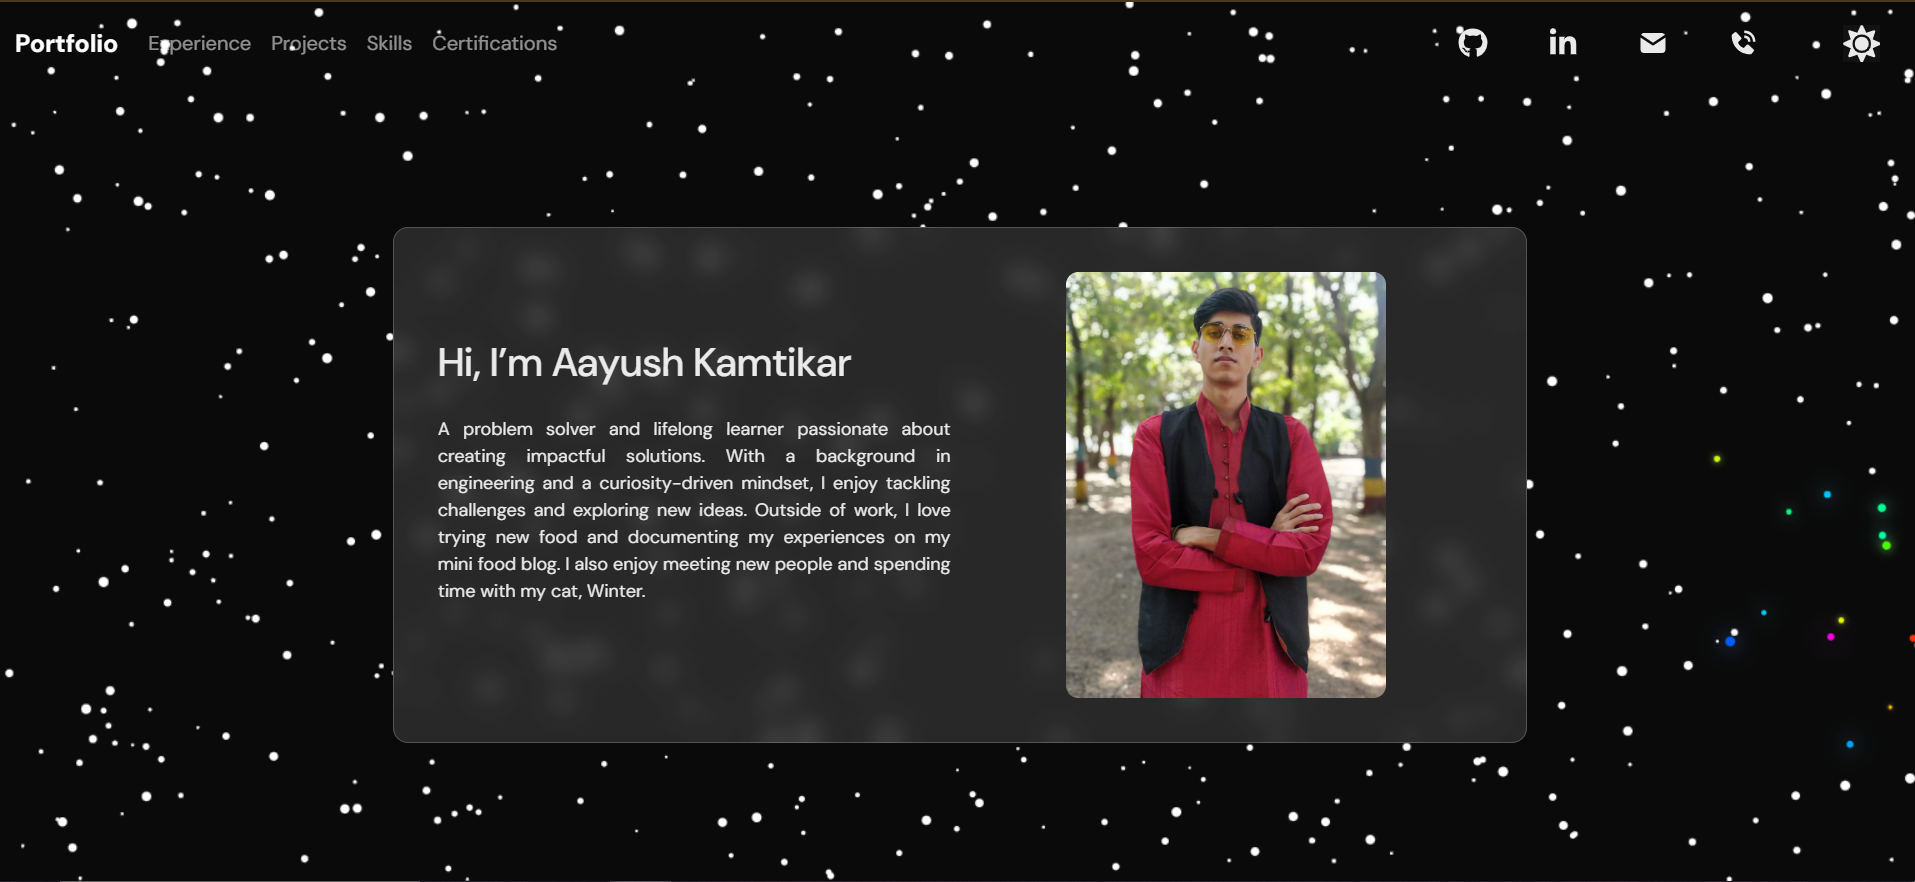 Portfolio Experience Projects Skills Certifications
Hi, I’m Aayush Kamtikar
A problem solver and lifelong learner passionate about
creating impactful solutions. With a background in
engineering and a curiosity-driven mindset, I enjoy tackling
challenges and exploring new ideas. Outside of work, I love
trying new food and documenting my experiences on my
mini food blog. I also enjoy meeting new people and spending
time with my cat, Winter.